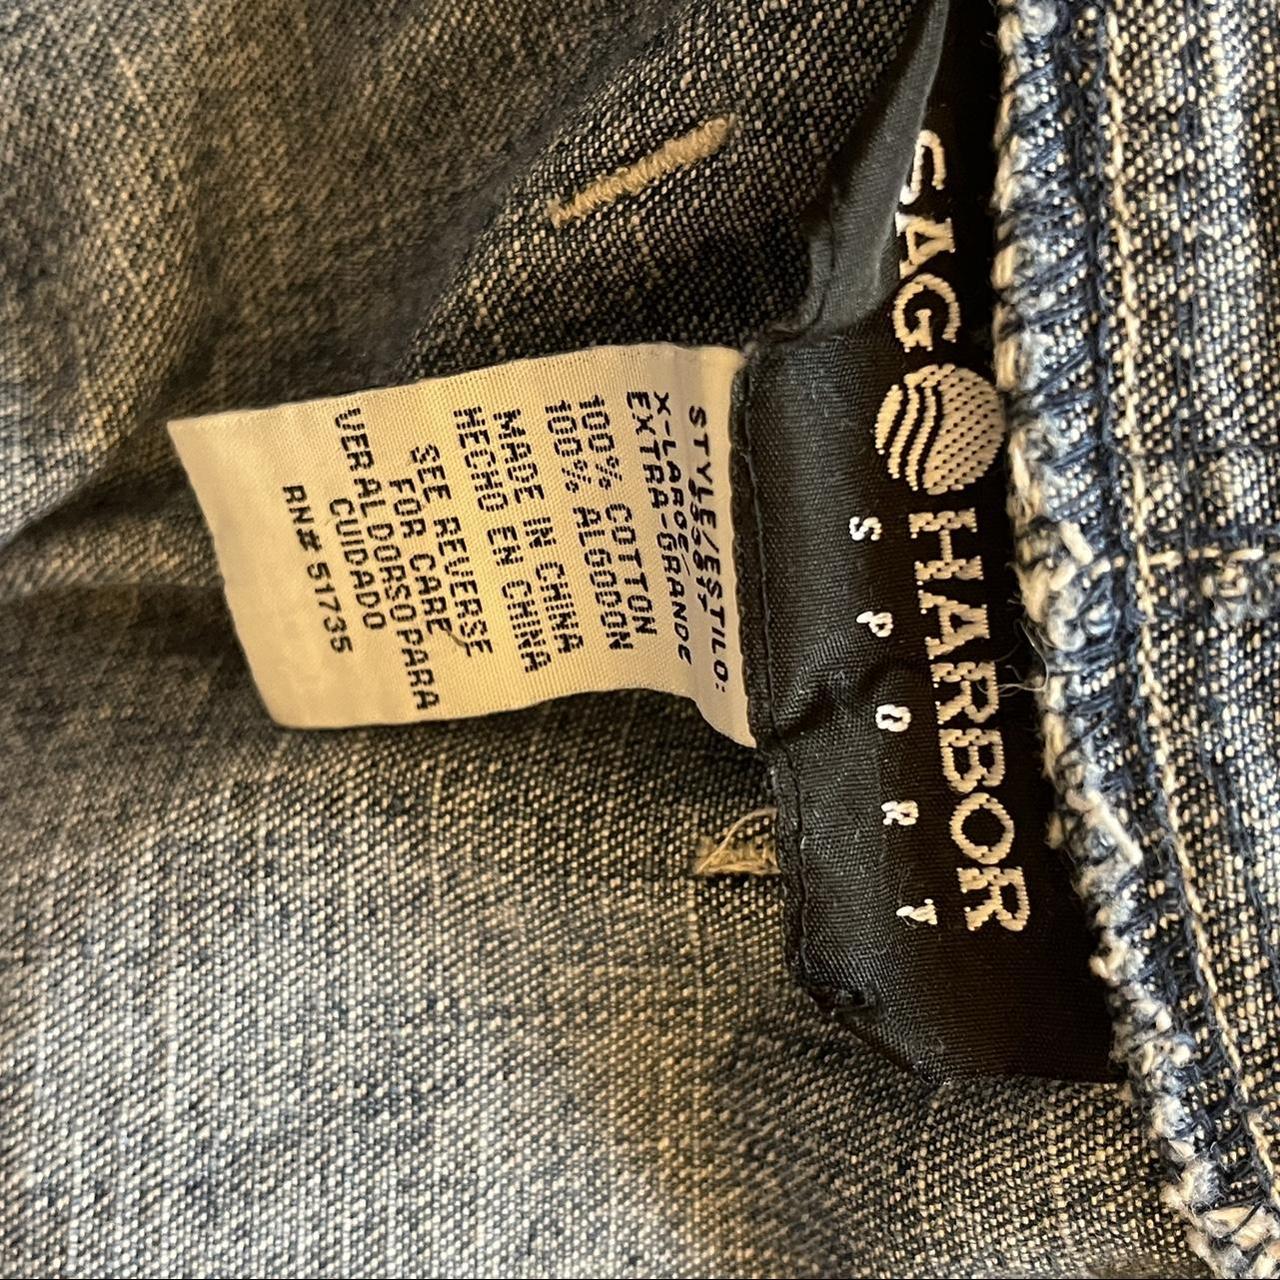 SAG HARBOR
SPORT
STYLE/ESTILO:
X-LARGE
EXTRA-GRANDE
100% COTTON
100% ALGODON
MADE IN CHINA
HECHO EN CHINA
SEE REVERSE
FOR CARE
VER AL DORSO PARA
CUIDADO
RN# 51735